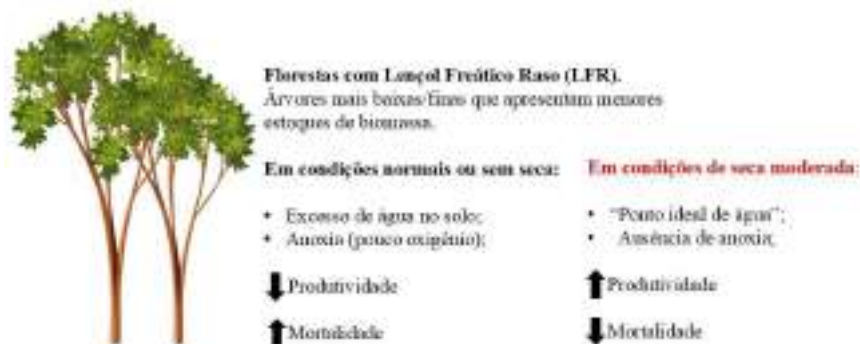 Florestas com Lençol Freático Raso (LFR).
Árvores mais baixas/finas que apresentam menores
estoques de biomassa.
Em condições normais ou sem seca:
• Excesso de água no solo;
• Anoxia (pouco oxigênio);
Produtividade
Mortalidade
Em condições de seca moderada:
• “Ponto ideal de água”;
• Ausência de anoxia;
Produtividade
Mortalidade